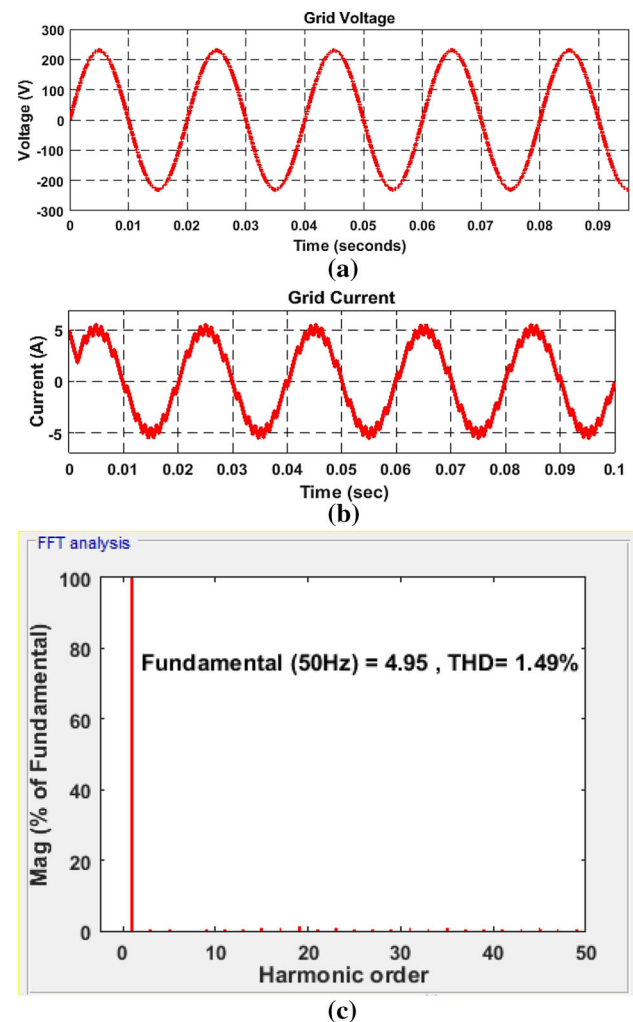 Grid Voltage
300
200
100
0
-100
-200
-300
Voltage (V)
0 0.01 0.02 0.03 0.04 0.05 0.06 0.07 0.08 0.09
Time (seconds)
(a)
Grid Current
5
0
-5
Current (A)
0 0.01 0.02 0.03 0.04 0.05 0.06 0.07 0.08 0.09 0.1
Time (sec)
(b)
FFT analysis
100
80
60
40
20
0
Mag (% of Fundamental)
Fundamental (50Hz) = 4.95 , THD= 1.49%
0 10 20 30 40 50
Harmonic order
(c)